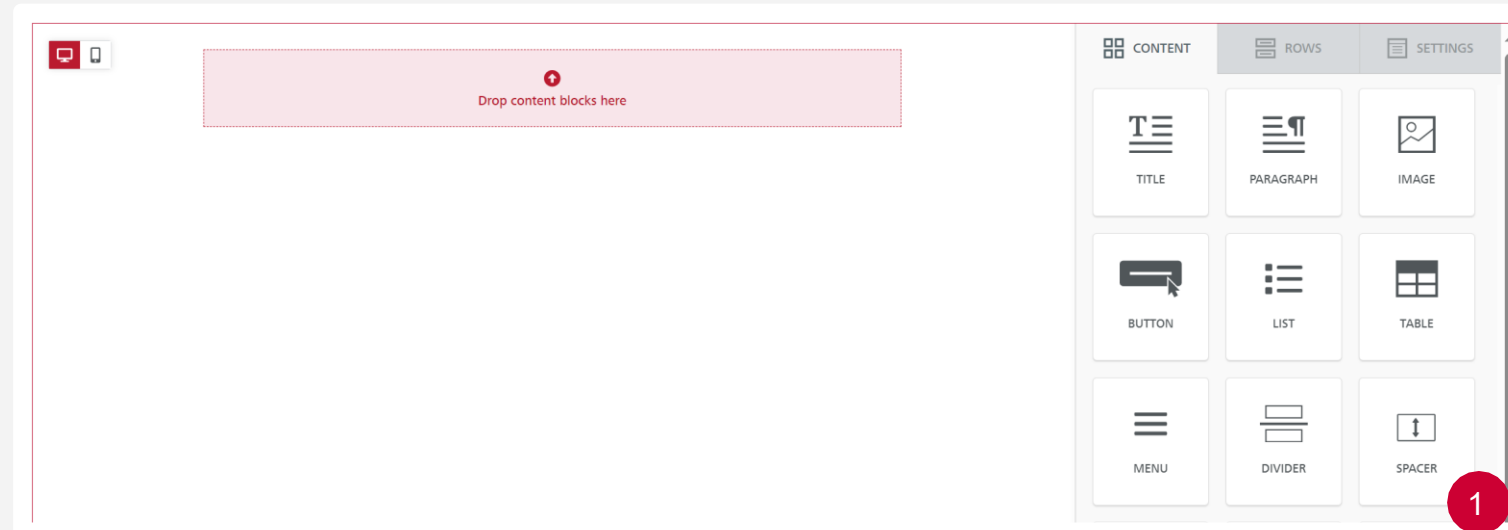 CONTENT
ROWS
SETTINGS
Drop content blocks here
TITLE
PARAGRAPH
IMAGE
BUTTON
LIST
TABLE
MENU
DIVIDER
SPACER
1